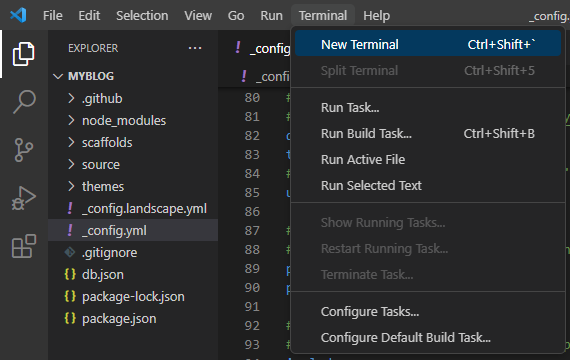 File Edit Selection View Go Run Terminal Help _config.
EXPLORER
MYBLOG
.github
node_modules
scaffolds
source
themes
_config.landscape.yml
_config.yml
.gitignore
db.json
package-lock.json
package.json
! _config
! _conf
80 #
81 #
82
83 t
84 #
85 u
86
87 #
88 #
89 p
90 p
91
92 #
93 #
New Terminal Ctrl+Shift+`
Split Terminal Ctrl+Shift+5
Run Task...
Run Build Task... Ctrl+Shift+B
Run Active File
Run Selected Text
Show Running Tasks...
Restart Running Task...
Terminate Task...
Configure Tasks...
Configure Default Build Task...